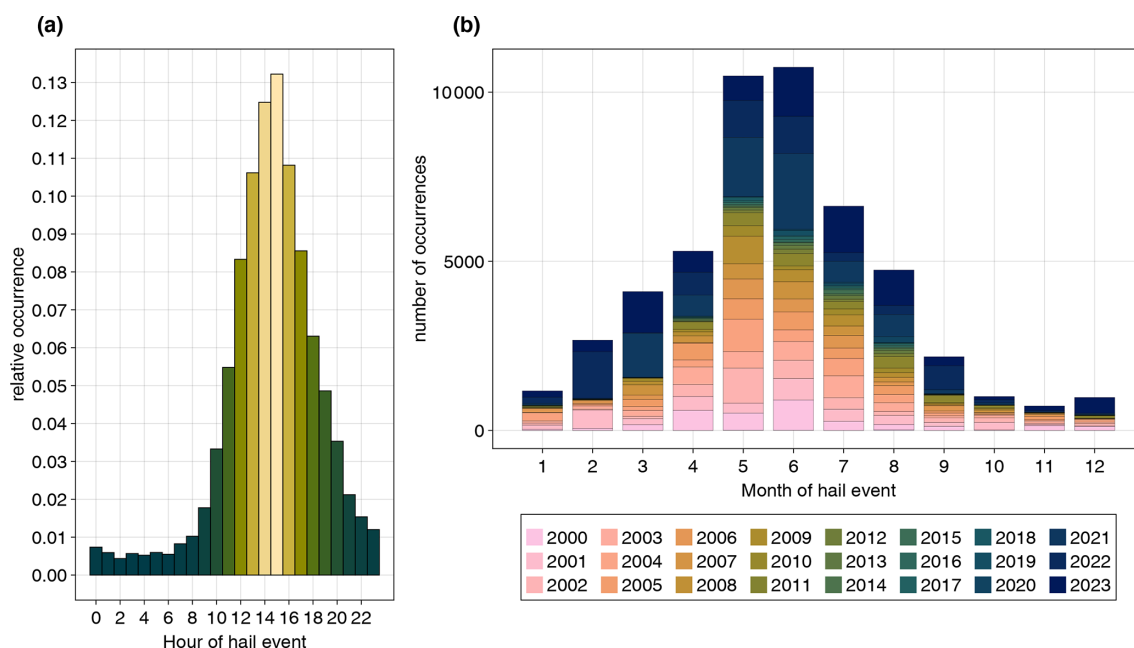 (a)
0.13
0.12
0.11
0.10
0.09
0.08
0.07
0.06
0.05
0.04
0.03
0.02
0.01
0.00
relative occurrence
0 2 4 6 8 10 12 14 16 18 20 22
Hour of hail event
(b)
10 000
5000
0
number of occurrences
1 2 3 4 5 6 7 8 9 10 11 12
Month of hail event
2000 2003 2006 2009 2012 2015 2018 2021
2001 2004 2007 2010 2013 2016 2019 2022
2002 2005 2008 2011 2014 2017 2020 2023